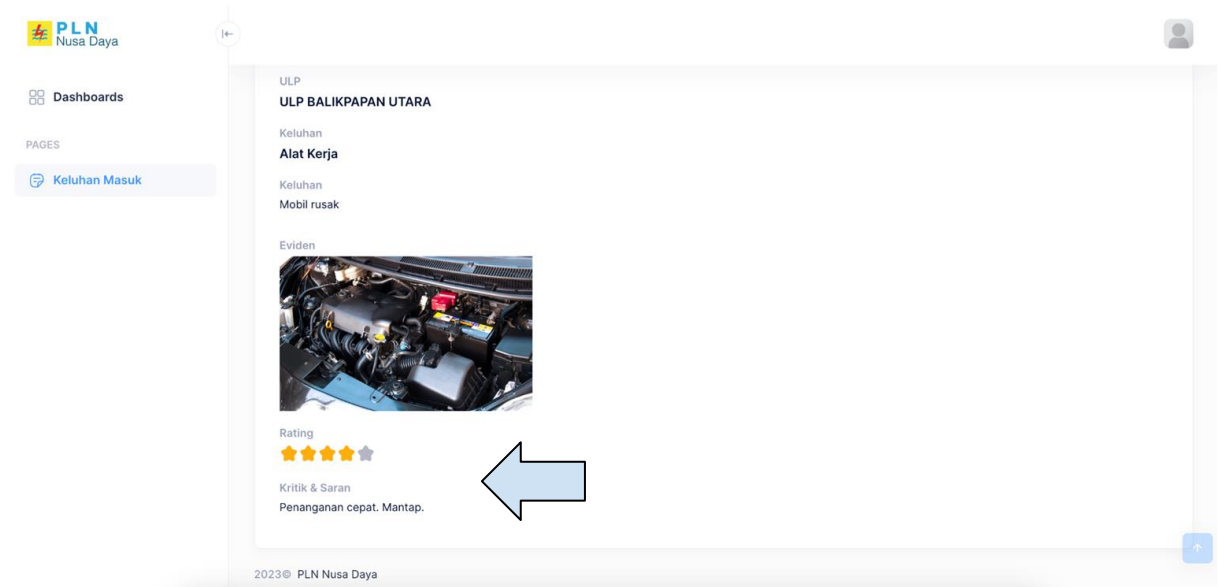 PLN
Nusa Daya
Dashboards
PAGES
Keluhan Masuk
ULP
ULP BALIKPAPAN UTARA
Keluhan
Alat Kerja
Keluhan
Mobil rusak
Eviden
Rating
Kritik & Saran
Penanganan cepat. Mantap.
2023© PLN Nusa Daya